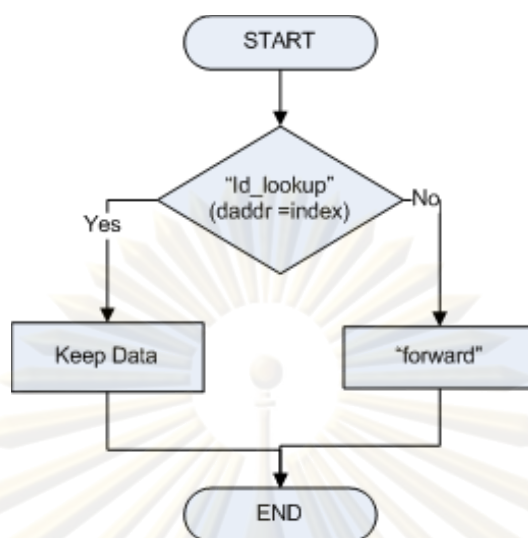 START
“Id_lookup”
(daddr =index)
Yes
No
Keep Data
“forward”
END